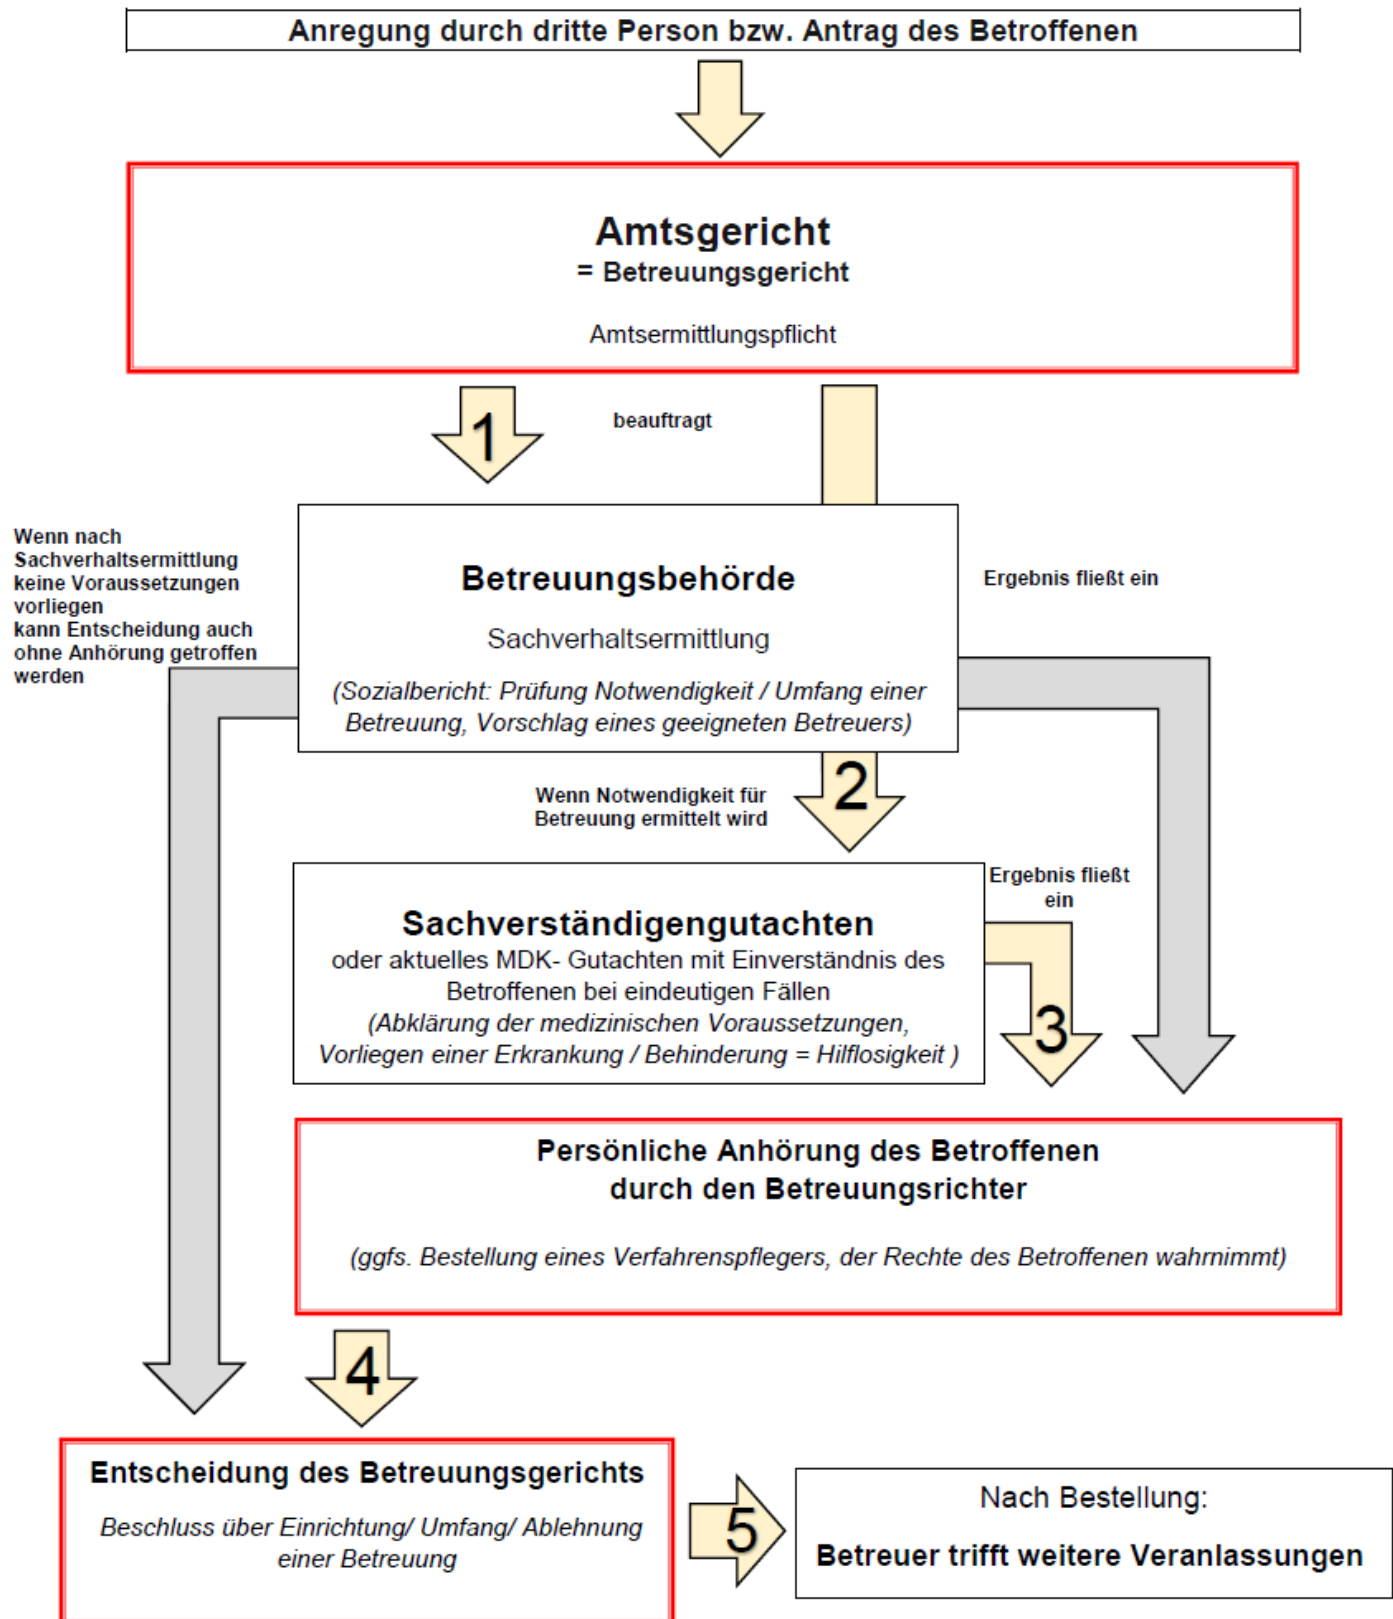 Anregung durch dritte Person bzw. Antrag des Betroffenen
Amtsgericht
= Betreuungsgericht
Amtsermittlungspflicht
1
beauftragt
Wenn nach
Sachverhaltsermittlung
keine Voraussetzungen
vorliegen
kann Entscheidung auch
ohne Anhörung getroffen
werden
Betreuungsbehörde
Sachverhaltsermittlung
(Sozialbericht: Prüfung Notwendigkeit / Umfang einer
Betreuung, Vorschlag eines geeigneten Betreuers)
Ergebnis fließt ein
Wenn Notwendigkeit für
Betreuung ermittelt wird
2
Sachverständigengutachten
oder aktuelles MDK- Gutachten mit Einverständnis des
Betroffenen bei eindeutigen Fällen
(Abklärung der medizinischen Voraussetzungen,
Vorliegen einer Erkrankung / Behinderung = Hilflosigkeit )
Ergebnis fließt
ein
3
Persönliche Anhörung des Betroffenen
durch den Betreuungsrichter
(ggfs. Bestellung eines Verfahrenspflegers, der Rechte des Betroffenen wahrnimmt)
4
Entscheidung des Betreuungsgerichts
Beschluss über Einrichtung/ Umfang/ Ablehnung
einer Betreuung
5
Nach Bestellung:
Betreuer trifft weitere Veranlassungen